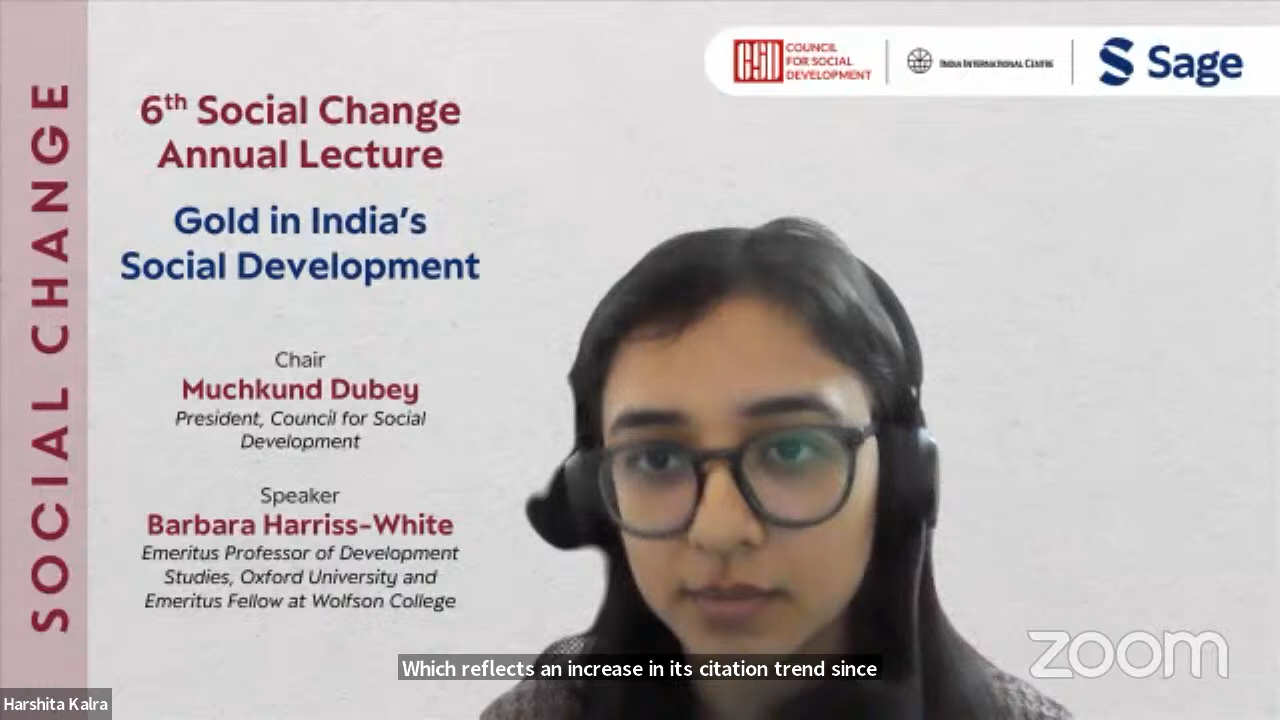 SOCIAL CHANGE
CSD
COUNCIL
FOR SOCIAL
DEVELOPMENT
INDIA INTERNATIONAL CENTRE
Sage
6th Social Change
Annual Lecture
Gold in India's
Social Development
Chair
Muchkund Dubey
President, Council for Social
Development
Speaker
Barbara Harriss-White
Emeritus Professor of Development
Studies, Oxford University and
Emeritus Fellow at Wolfson College
zoom
Which reflects an increase in its citation trend since
Harshita Kalra